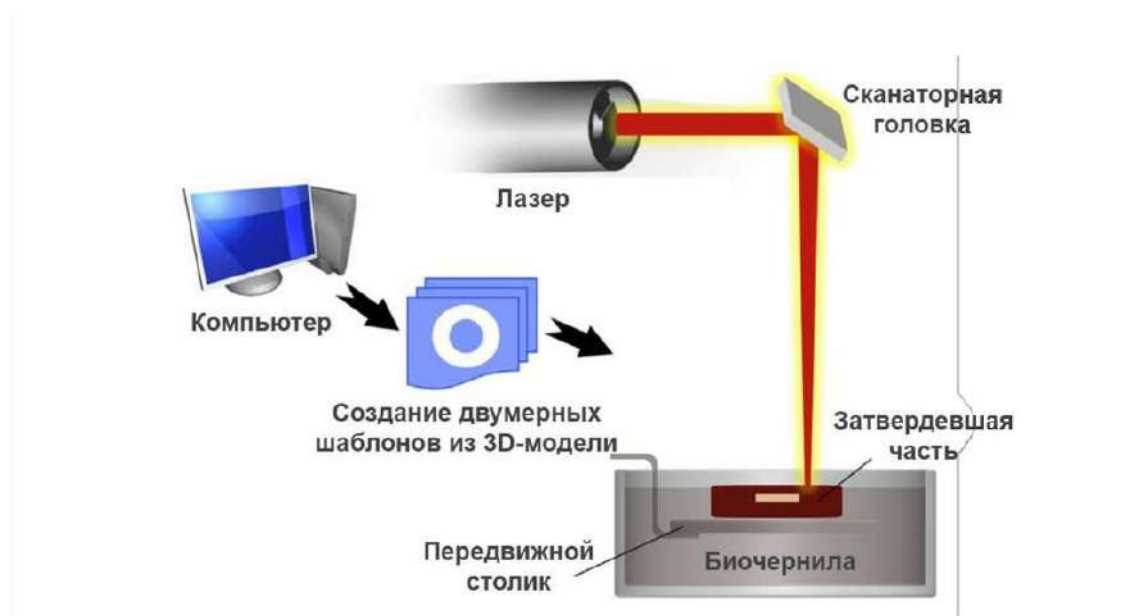 Сканаторная
головка
Лазер
Компьютер
Создание двумерных
шаблонов из 3D-модели
Затвердевшая
часть
Передвижной
столик
Биочернила